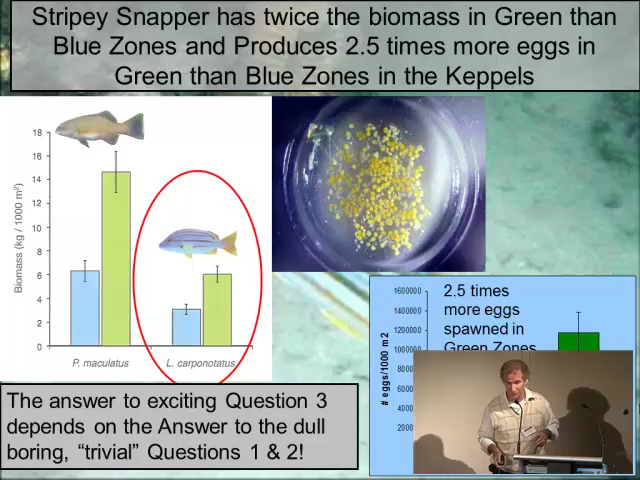 Stripey Snapper has twice the biomass in Green than
Blue Zones and Produces 2.5 times more eggs in
Green than Blue Zones in the Keppels
18
16
14
12
10
8
6
4
2
0
Biomass (kg / 1000 m²)
P. maculatus
L. carponotatus
1600000
1400000
1200000
1000000
8000
6000
4000
2000
# eggs/1000 m2
2.5 times
more eggs
spawned in
Green Zones
The answer to exciting Question 3
depends on the Answer to the dull
boring, “trivial” Questions 1 & 2!